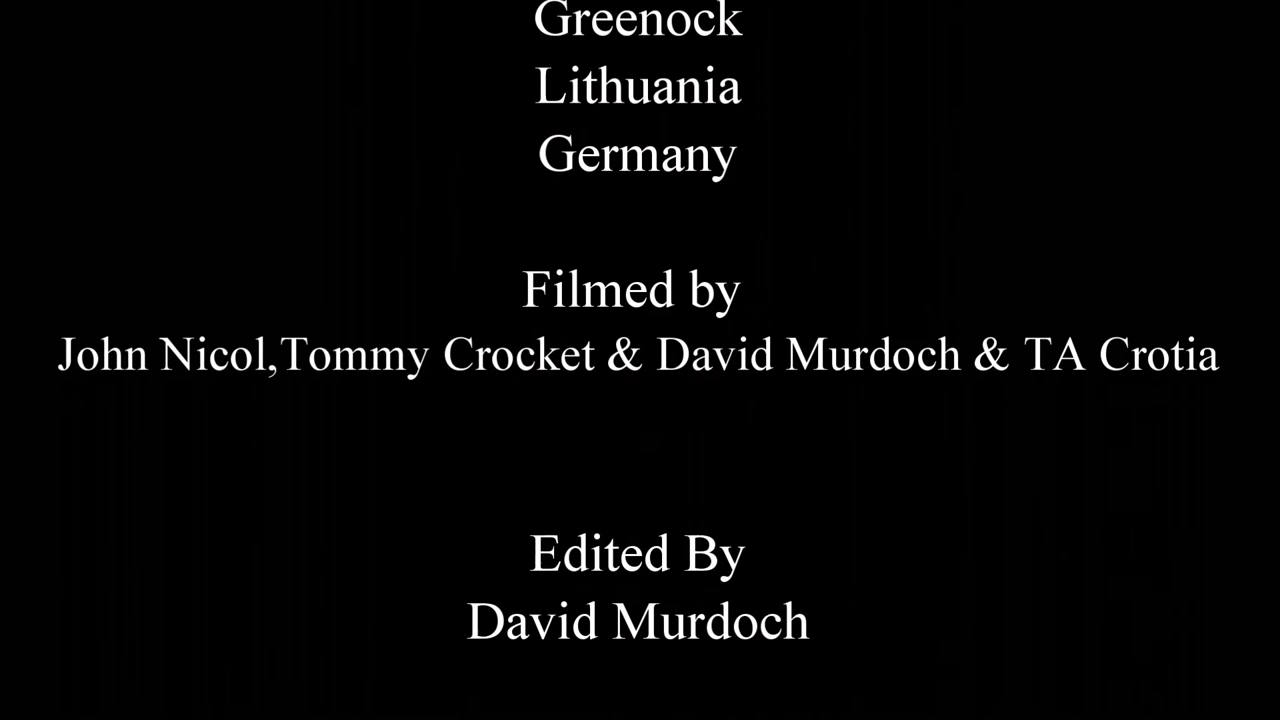 Greenock
Lithuania
Germany
Filmed by
John Nicol,Tommy Crocket & David Murdoch & TA Crotia
Edited By
David Murdoch